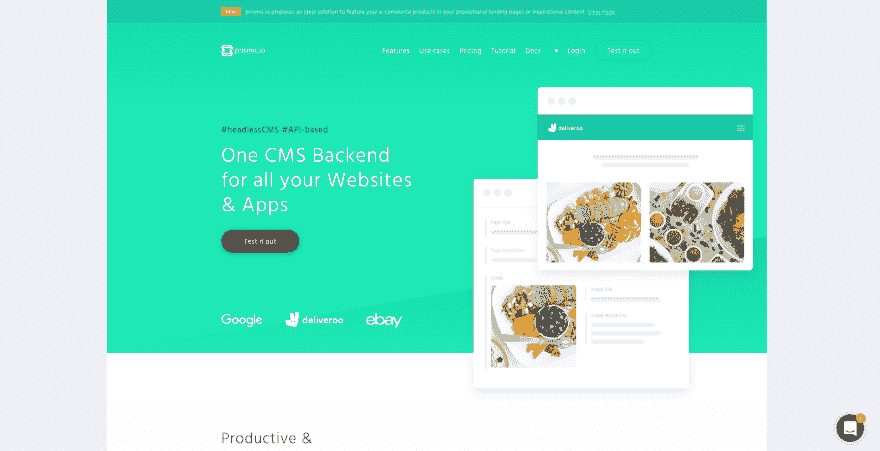 New prismic.io proposes an ideal solution to feature your e-commerce products in your promotional landing pages or inspirational content. View more
prismic.io Features Use cases Pricing Tutorial Docs Login Test it out
deliveroo
#headlessCMS #API-based
One CMS Backend
for all your Websites
& Apps
Test it out
Google deliveroo ebay
Productive &